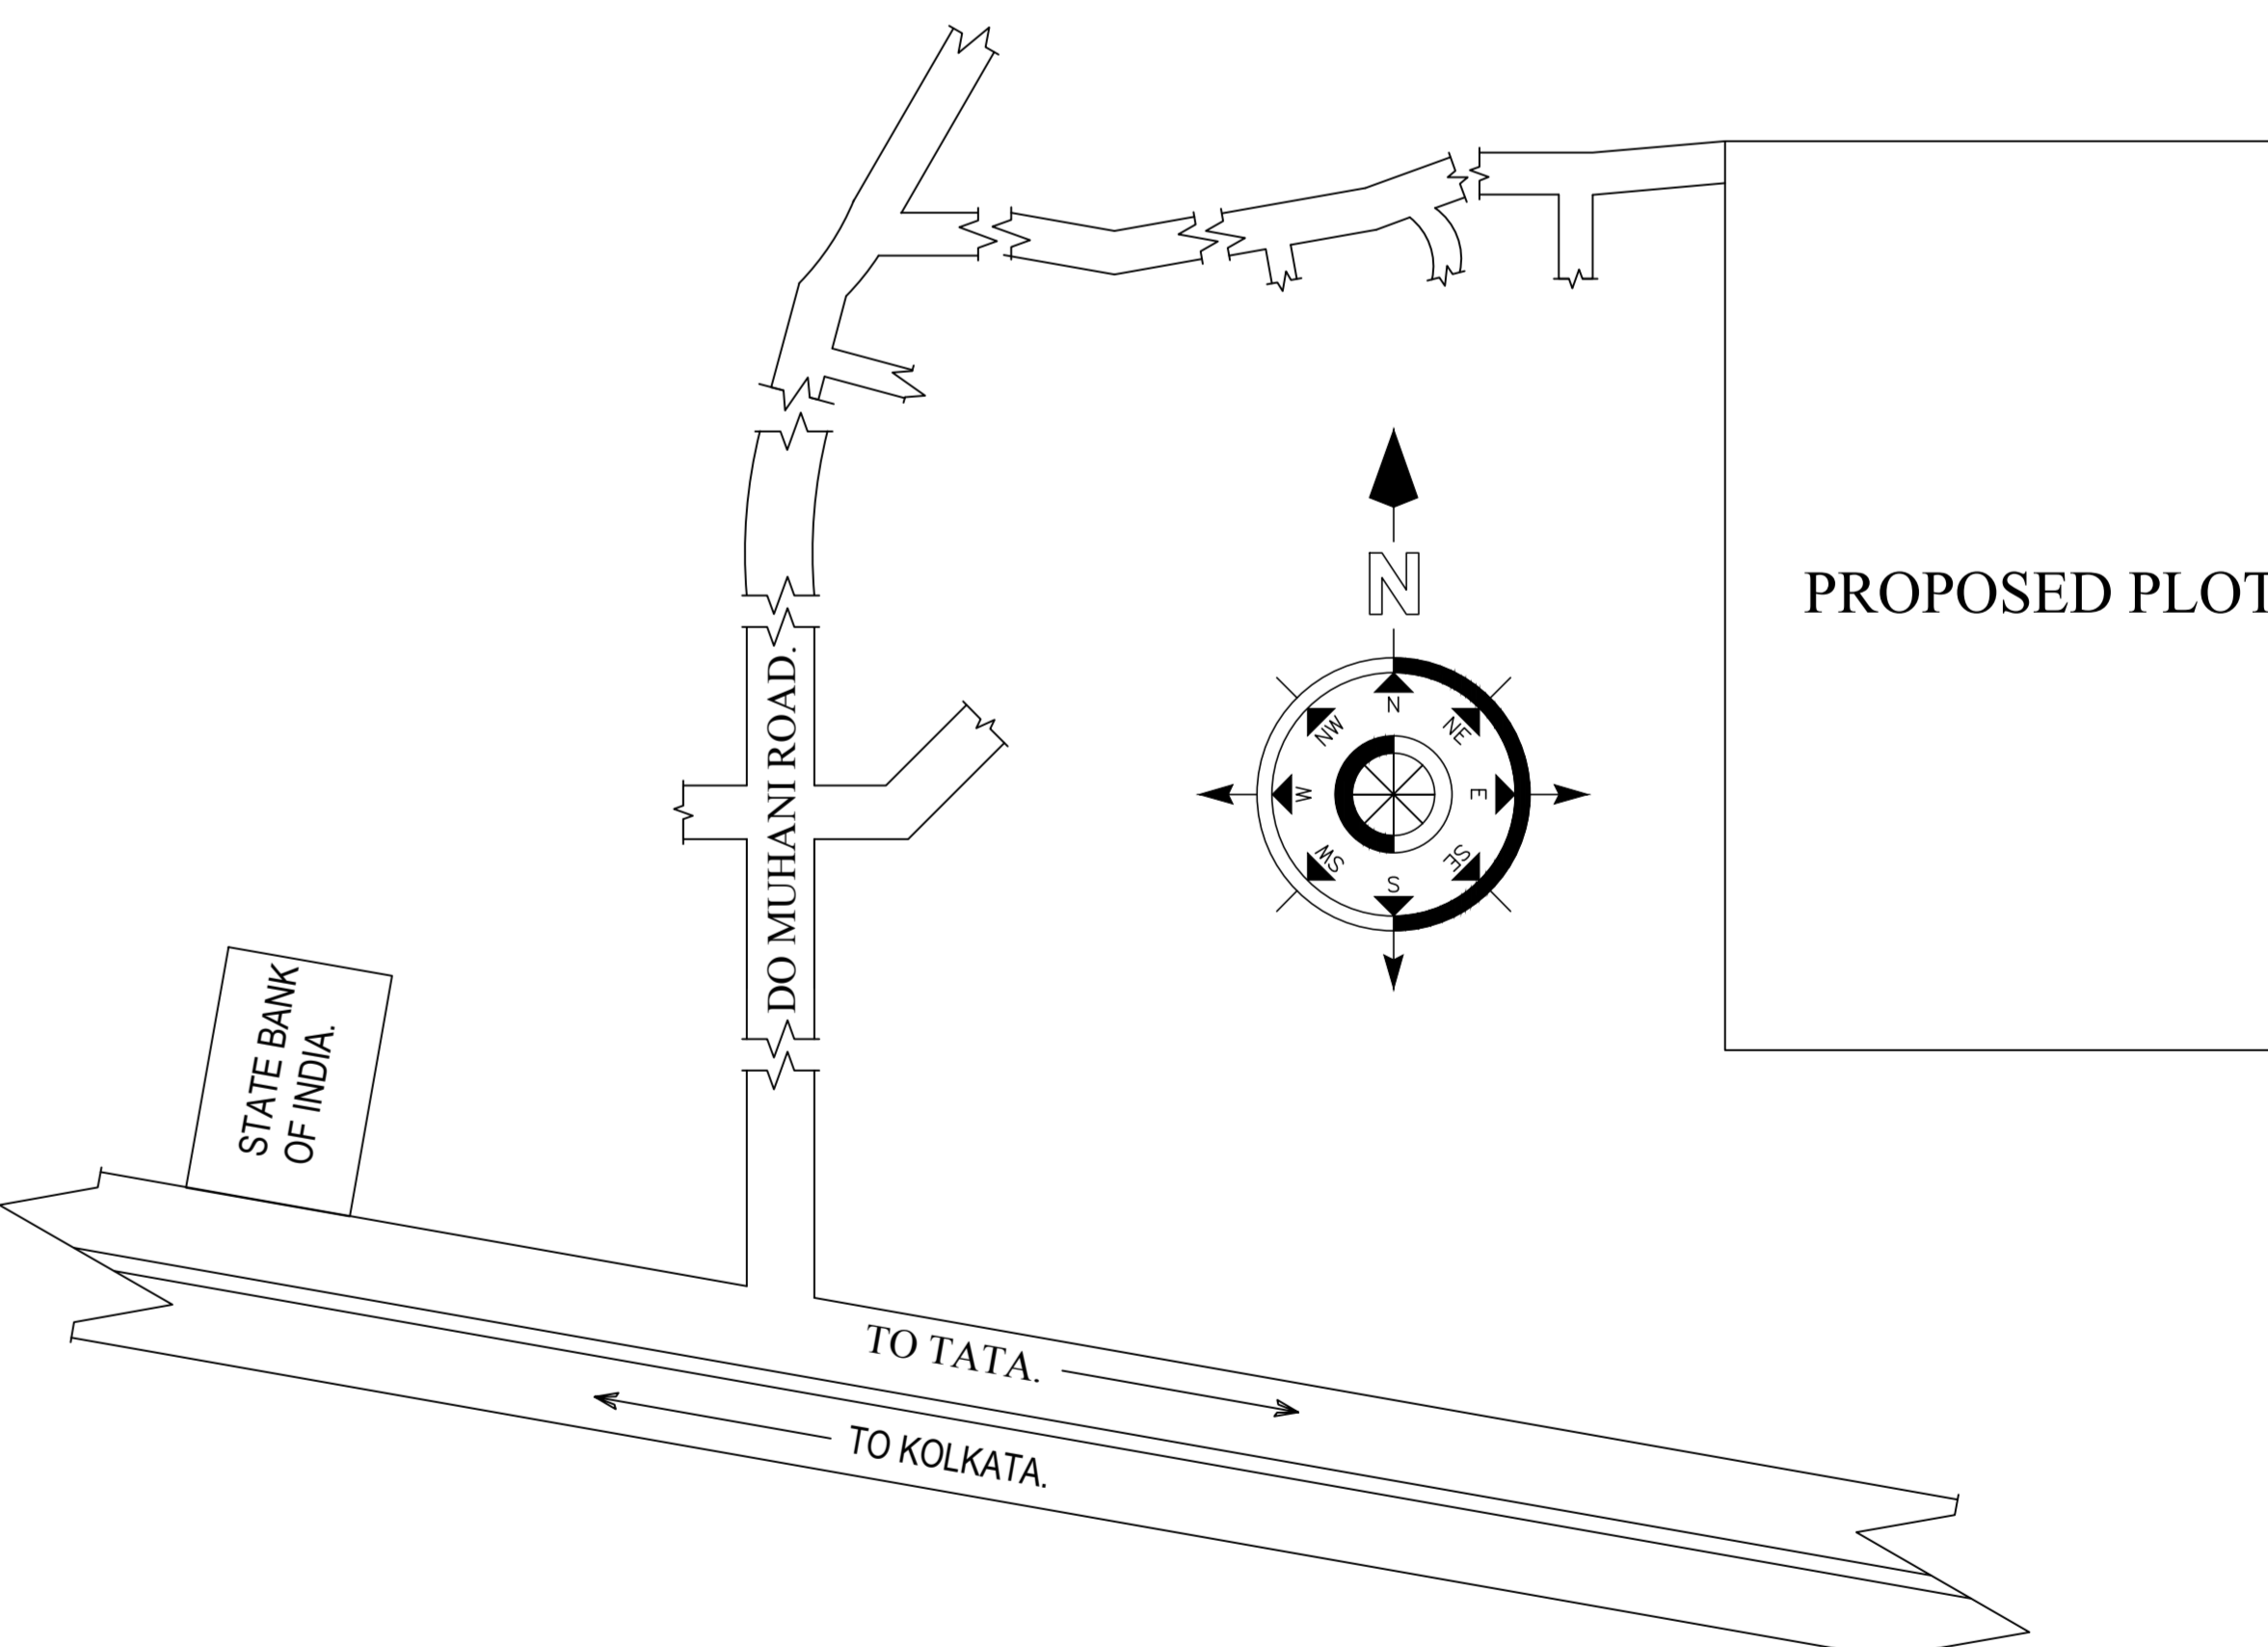 N
PROPOSED PLOT
DO MUHANI ROAD.
N
NW
NE
W
E
SW
SE
S
STATE BANK
OF INDIA.
TO TATA.
TO KOLKATA.